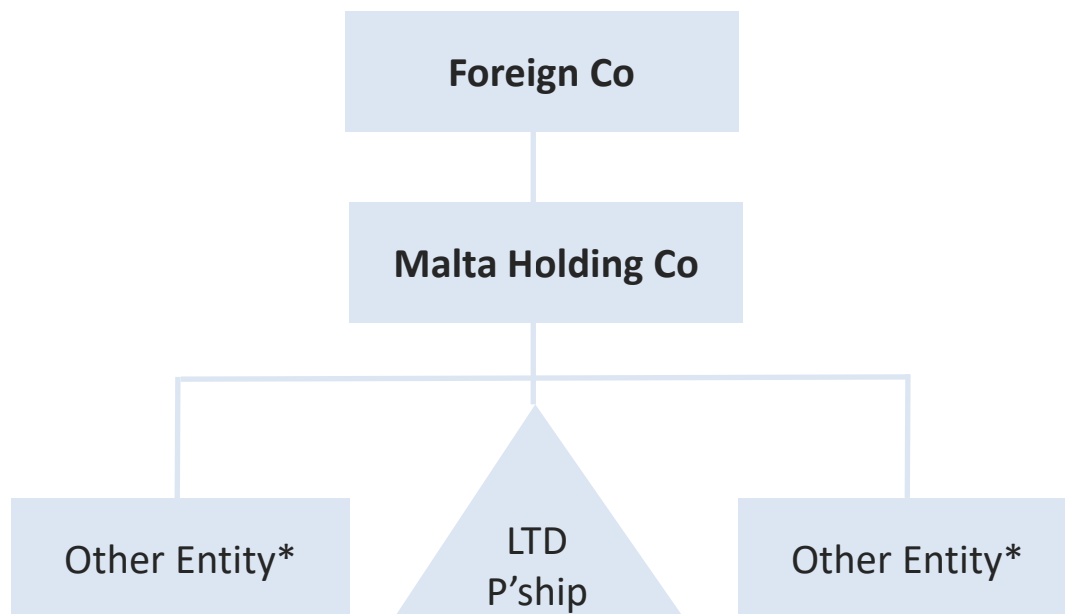 Foreign Co
Malta Holding Co
Other Entity*
LTD
P’ship
Other Entity*